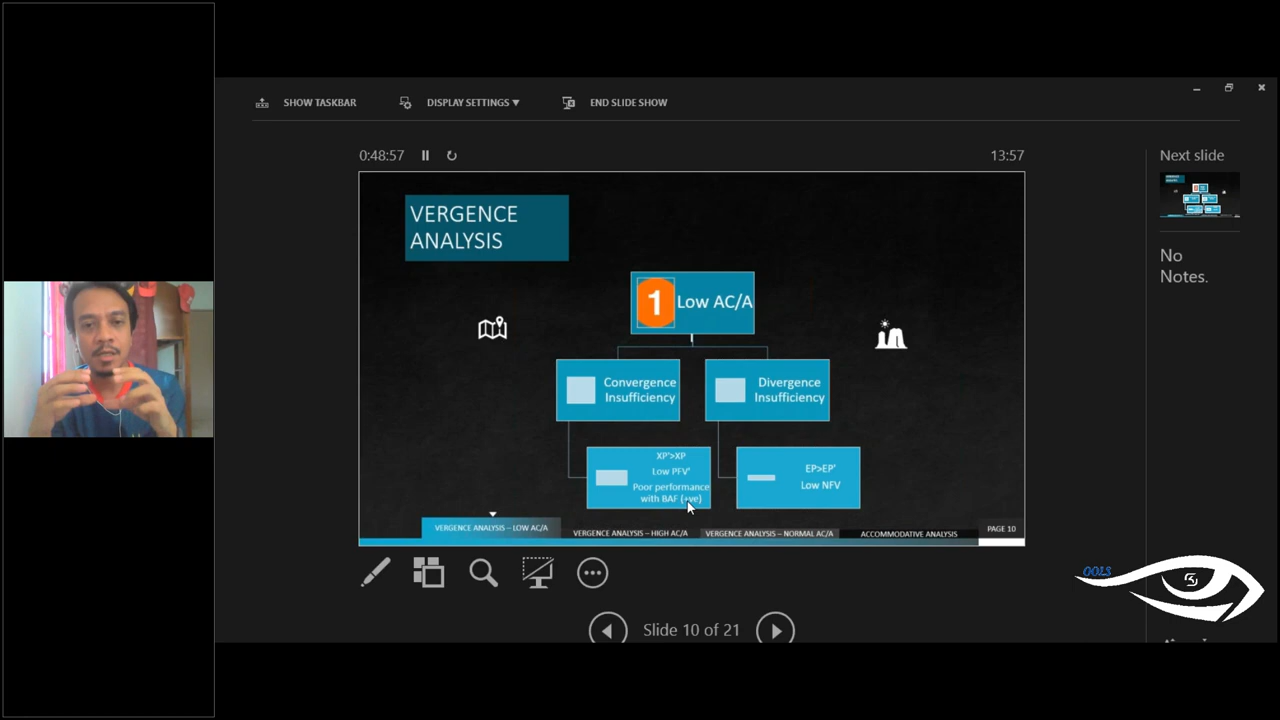 SHOW TASKBAR
DISPLAY SETTINGS ▼
END SLIDE SHOW
0:48:57
13:57
Next slide
VERGENCE
ANALYSIS
1
Low AC/A
No
Notes.
Convergence
Insufficiency
Divergence
Insufficiency
XP'>XP
Low PFV'
Poor performance
with BAF (+ve)
EP>EP'
Low NFV
VERGENCE ANALYSIS – LOW AC/A
VERGENCE ANALYSIS – HIGH AC/A
VERGENCE ANALYSIS – NORMAL AC/A
ACCOMMODATIVE ANALYSIS
PAGE 10
OOLS
Slide 10 of 21